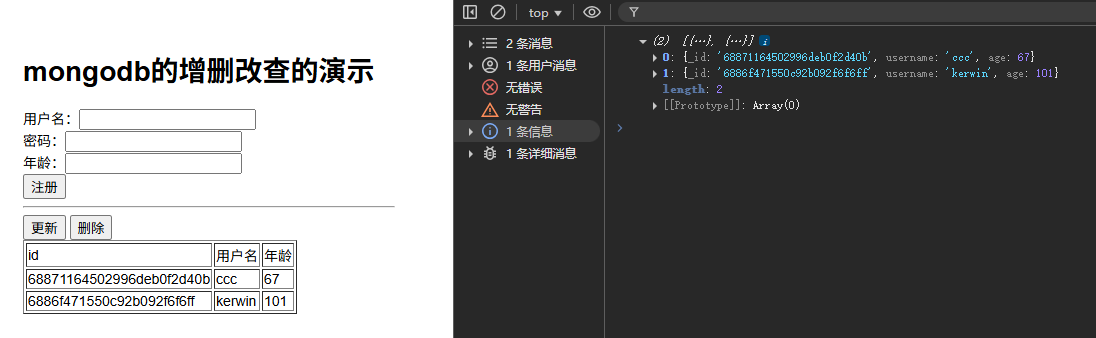 mongodb的增删改查的演示
用户名：
密码：
年龄：
注册
更新 删除
id 用户名 年龄
68871164502996deb0f2d40b ccc 67
6886f471550c92b092f6f6ff kerwin 101
top
2 条消息
1 条用户消息
无错误
无警告
1 条信息
1 条详细消息
(2) [{…}, {…}] i
0: {_id: '68871164502996deb0f2d40b', username: 'ccc', age: 67}
1: {_id: '6886f471550c92b092f6f6ff', username: 'kerwin', age: 101}
length: 2
[[Prototype]]: Array(0)